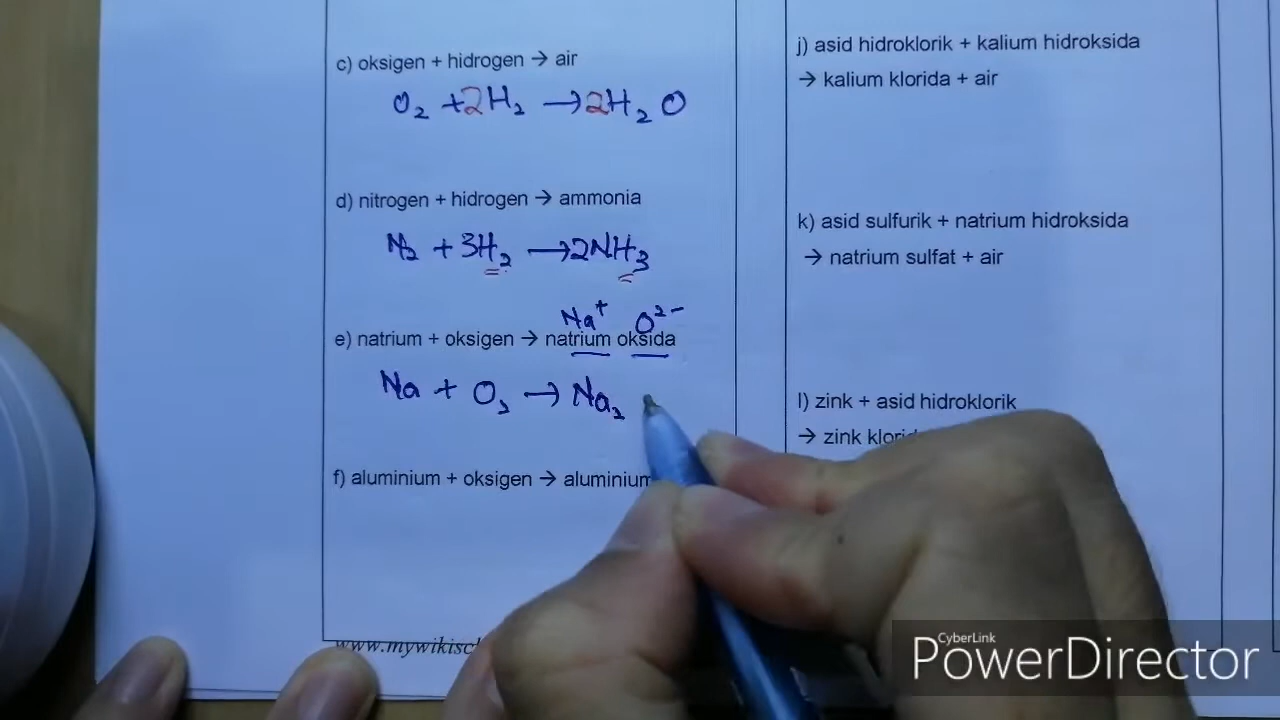 c) oksigen + hidrogen → air
O₂ + 2H₂ → 2H₂O
d) nitrogen + hidrogen → ammonia
N₂ + 3H₂ → 2NH₃
Na⁺ O²⁻
e) natrium + oksigen → natrium oksida
Na + O₂ → Na₂
f) aluminium + oksigen → aluminium
j) asid hidroklorik + kalium hidroksida
→ kalium klorida + air
k) asid sulfurik + natrium hidroksida
→ natrium sulfat + air
l) zink + asid hidroklorik
→ zink
CyberLink
PowerDirector